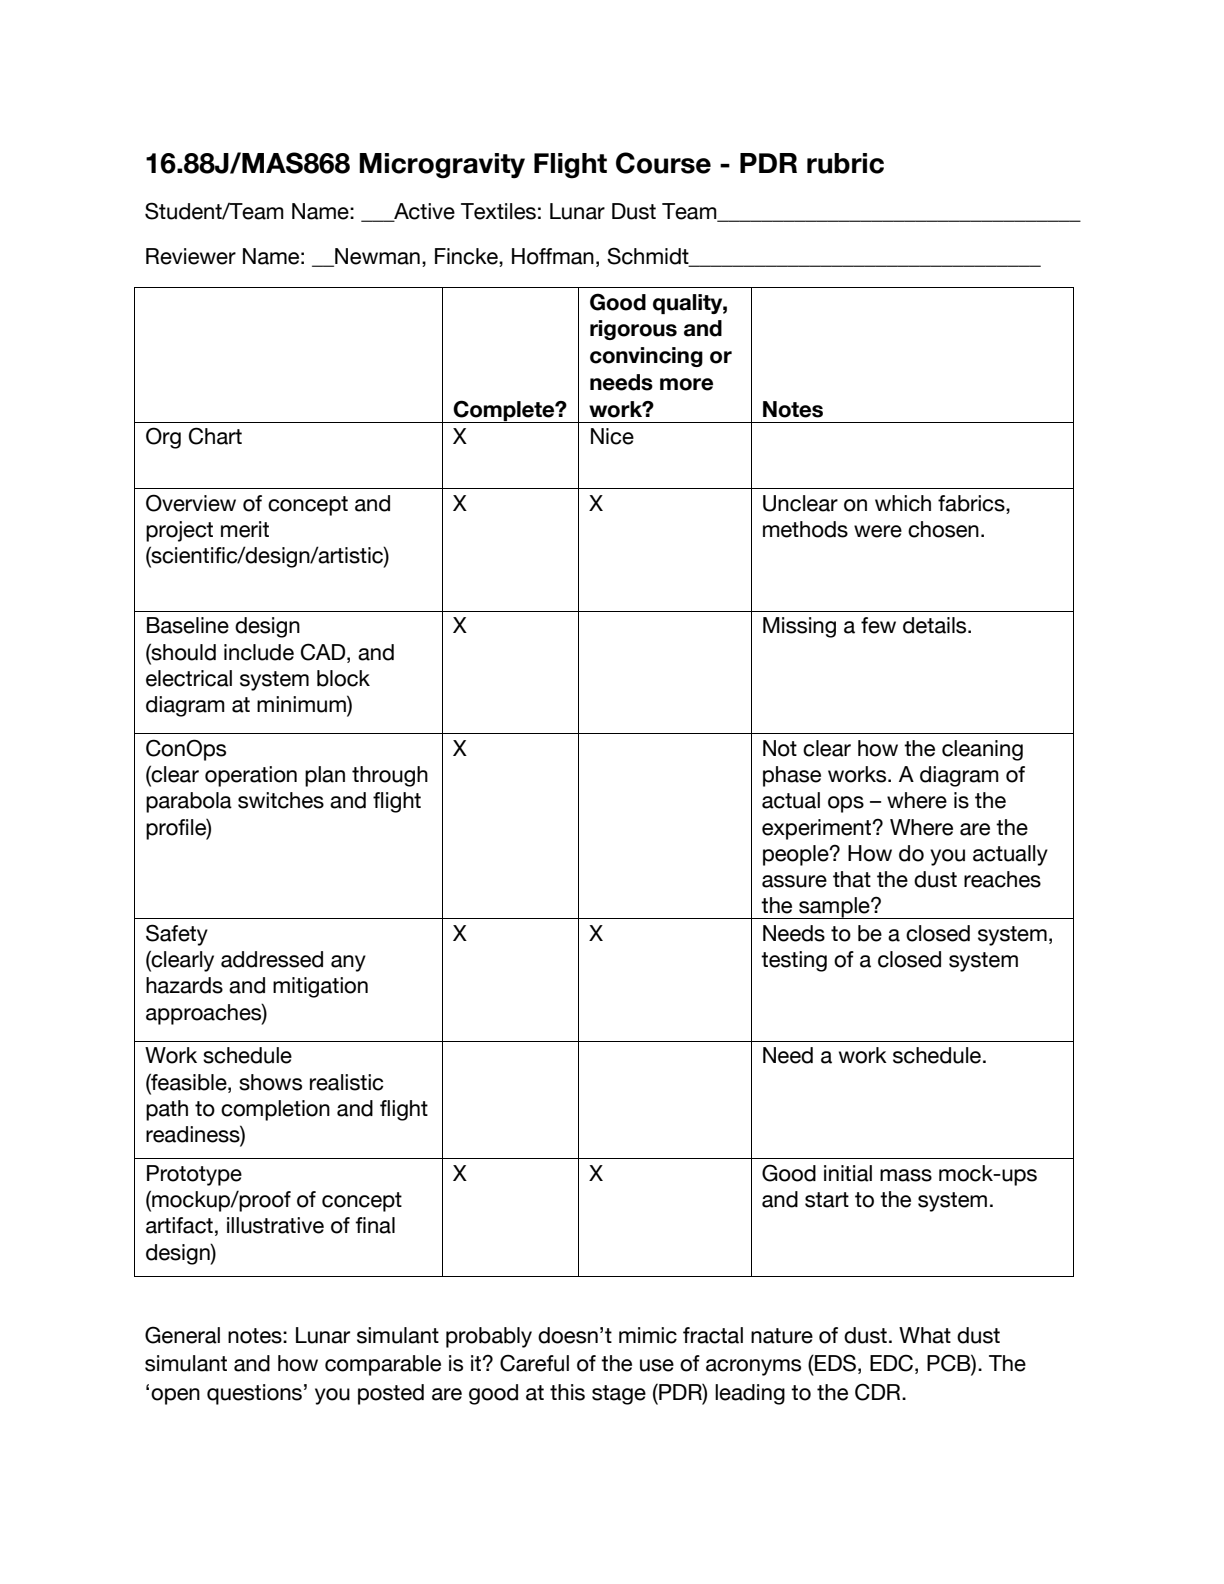 16.88J/MAS868 Microgravity Flight Course - PDR rubric
Student/Team Name: ___Active Textiles: Lunar Dust Team_________________________________
Reviewer Name: __Newman, Fincke, Hoffman, Schmidt________________________________
Complete?
Good quality,
rigorous and
convincing or
needs more
work?
Notes
Org Chart
X
Nice
Overview of concept and
project merit
(scientific/design/artistic)
X
X
Unclear on which fabrics,
methods were chosen.
Baseline design
(should include CAD, and
electrical system block
diagram at minimum)
X
Missing a few details.
ConOps
(clear operation plan through
parabola switches and flight
profile)
X
Not clear how the cleaning
phase works. A diagram of
actual ops – where is the
experiment? Where are the
people? How do you actually
assure that the dust reaches
the sample?
Safety
(clearly addressed any
hazards and mitigation
approaches)
X
X
Needs to be a closed system,
testing of a closed system
Work schedule
(feasible, shows realistic
path to completion and flight
readiness)
Need a work schedule.
Prototype
(mockup/proof of concept
artifact, illustrative of final
design)
X
X
Good initial mass mock-ups
and start to the system.
General notes: Lunar simulant probably doesn’t mimic fractal nature of dust. What dust
simulant and how comparable is it? Careful of the use of acronyms (EDS, EDC, PCB). The
‘open questions’ you posted are good at this stage (PDR) leading to the CDR.